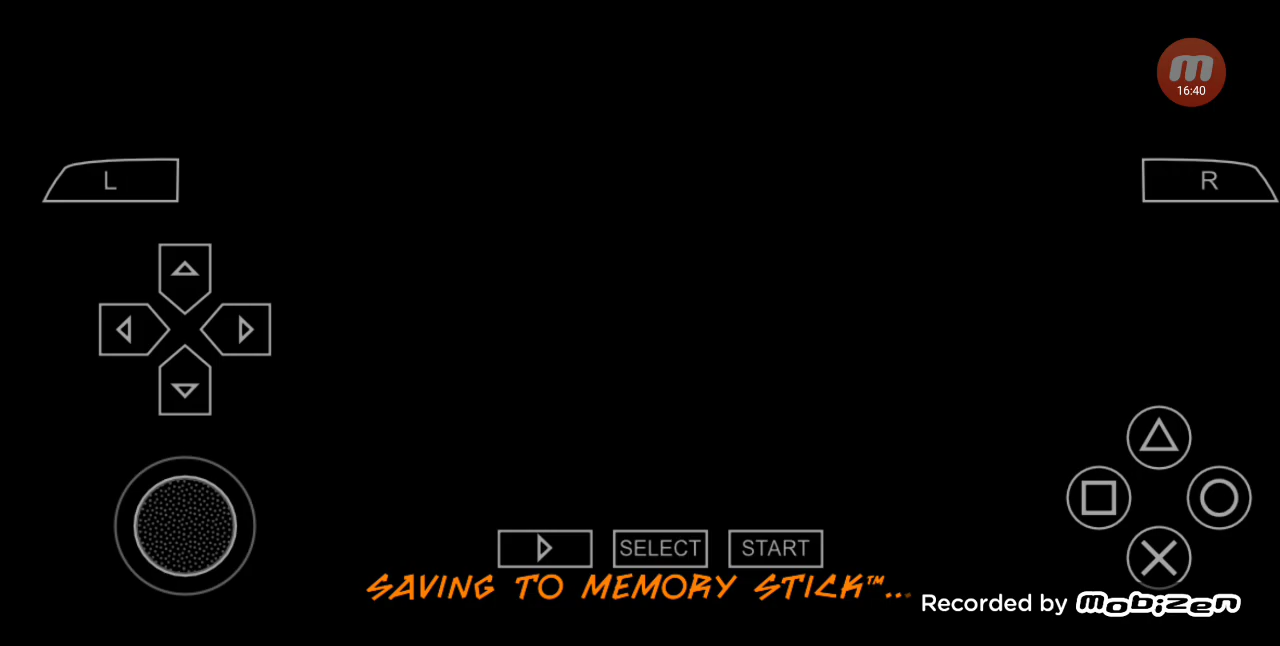 16:40
L
R
SELECT
START
SAVING TO MEMORY STICK™...
Recorded by mobizen